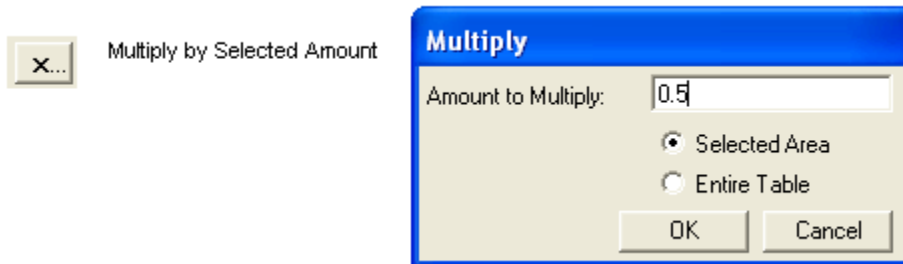 x...
Multiply by Selected Amount
Multiply
Amount to Multiply: 0.5
Selected Area
Entire Table
OK Cancel